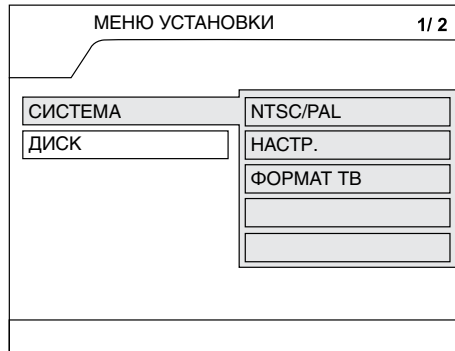 МЕНЮ УСТАНОВКИ 1/ 2
СИСТЕМА NTSC/PAL
ДИСК НАСТР.
ФОРМАТ ТВ